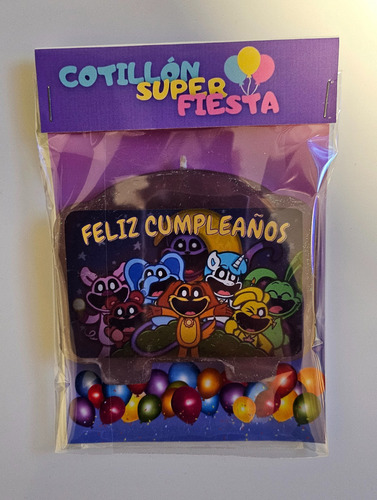 COTILLÓN
SUPER
FIESTA
FELIZ CUMPLEAÑOS